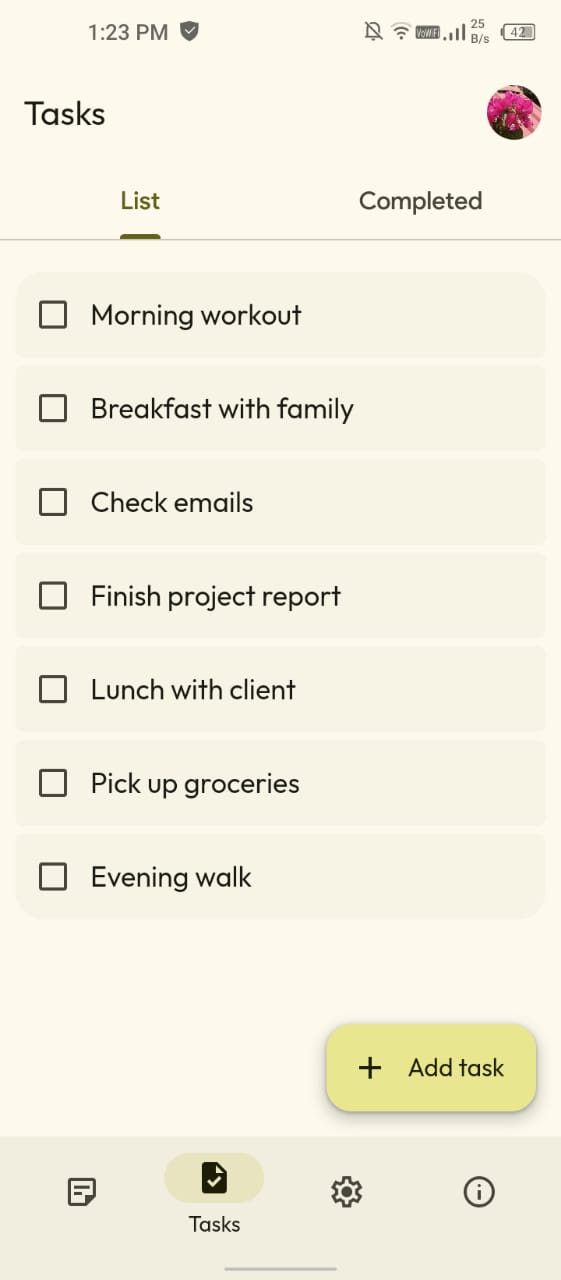 1:23 PM
VoWiFi
25
B/s
42
Tasks
List
Completed
Morning workout
Breakfast with family
Check emails
Finish project report
Lunch with client
Pick up groceries
Evening walk
+ Add task
Tasks